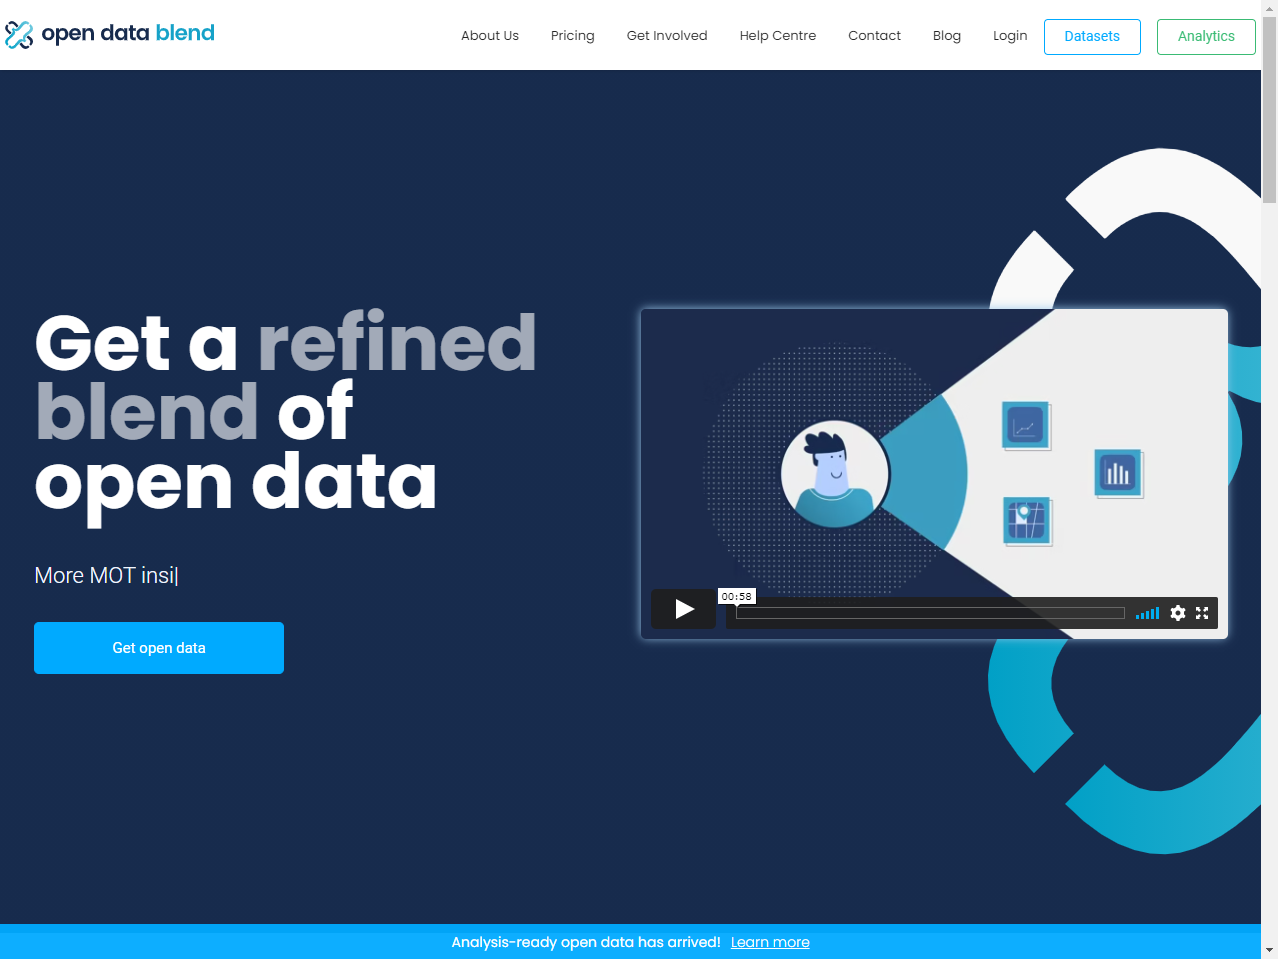 open data blend
About Us
Pricing
Get Involved
Help Centre
Contact
Blog
Login
Datasets
Analytics
Get a refined
blend of
open data
More MOT insi|
Get open data
00:58
Analysis-ready open data has arrived! Learn more